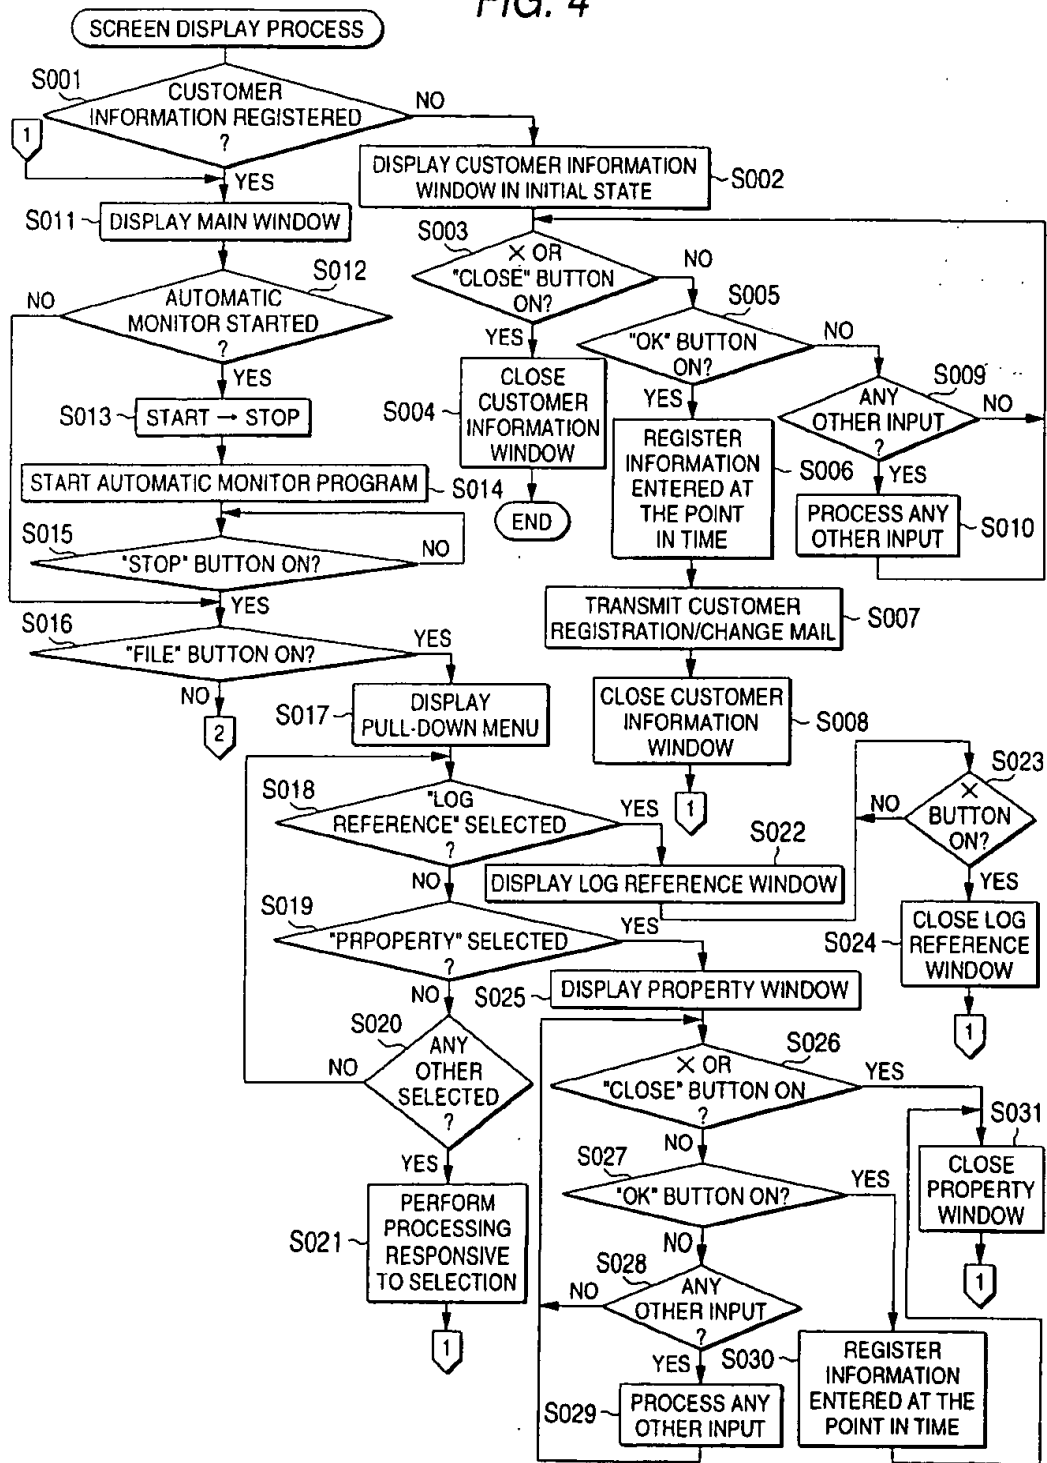 FIG. 4
SCREEN DISPLAY PROCESS
S001
CUSTOMER
INFORMATION REGISTERED
?
NO
1
YES
DISPLAY CUSTOMER INFORMATION
WINDOW IN INITIAL STATE
S002
S011
DISPLAY MAIN WINDOW
S003
× OR
"CLOSE" BUTTON
ON?
NO
YES
S012
AUTOMATIC
MONITOR STARTED
?
NO
YES
S005
"OK" BUTTON
ON?
NO
YES
S004
CLOSE
CUSTOMER
INFORMATION
WINDOW
END
S009
ANY
OTHER INPUT
?
NO
YES
S013
START → STOP
S006
REGISTER
INFORMATION
ENTERED AT
THE POINT
IN TIME
S010
PROCESS ANY
OTHER INPUT
START AUTOMATIC MONITOR PROGRAM
S014
S015
"STOP" BUTTON ON?
NO
YES
TRANSMIT CUSTOMER
REGISTRATION/CHANGE MAIL
S007
S016
"FILE" BUTTON ON?
YES
NO
2
CLOSE CUSTOMER
INFORMATION
WINDOW
S008
1
S017
DISPLAY
PULL-DOWN MENU
S018
"LOG
REFERENCE" SELECTED
?
YES
NO
S022
DISPLAY LOG REFERENCE WINDOW
S023
×
BUTTON
ON?
NO
YES
S024
CLOSE LOG
REFERENCE
WINDOW
1
S019
"PRPOPERTY" SELECTED
?
YES
NO
S025
DISPLAY PROPERTY WINDOW
S020
ANY
OTHER
SELECTED
?
NO
YES
S026
× OR
"CLOSE" BUTTON ON
?
YES
NO
S031
CLOSE
PROPERTY
WINDOW
1
S021
PERFORM
PROCESSING
RESPONSIVE
TO SELECTION
1
S027
"OK" BUTTON ON?
YES
NO
S028
ANY
OTHER INPUT
?
NO
YES
S029
PROCESS ANY
OTHER INPUT
S030
REGISTER
INFORMATION
ENTERED AT THE
POINT IN TIME